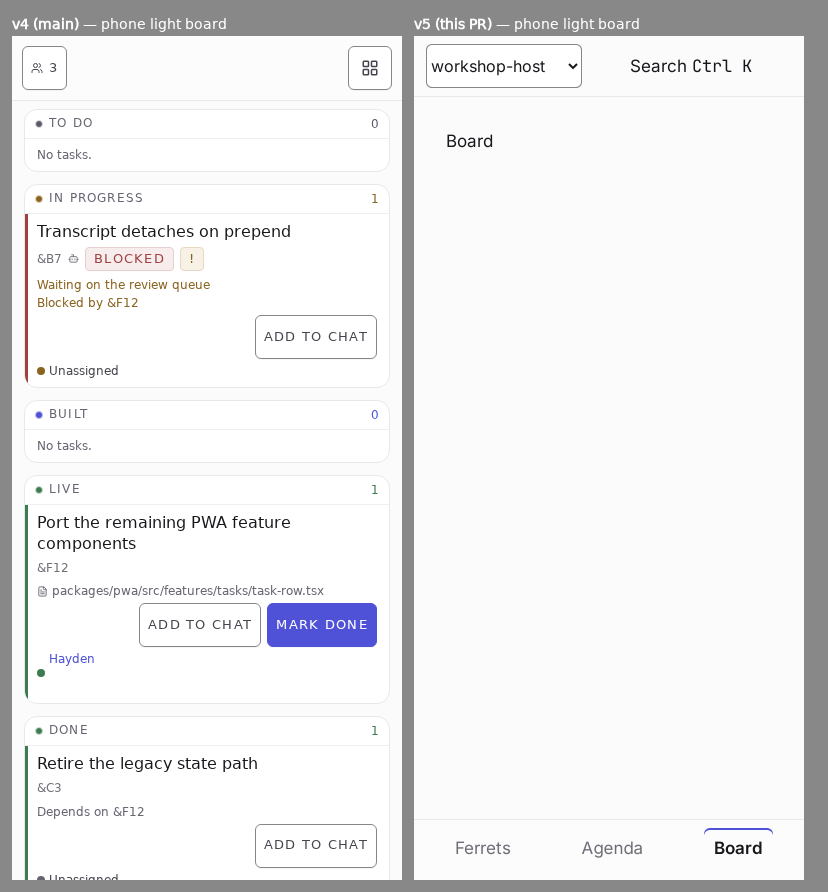 v4 (main) — phone light board
3
TO DO 0
No tasks.
IN PROGRESS 1
Transcript detaches on prepend
&B7 BLOCKED !
Waiting on the review queue
Blocked by &F12
ADD TO CHAT
Unassigned
BUILT 0
No tasks.
LIVE 1
Port the remaining PWA feature
components
&F12
packages/pwa/src/features/tasks/task-row.tsx
ADD TO CHAT MARK DONE
Hayden
DONE 1
Retire the legacy state path
&C3
Depends on &F12
ADD TO CHAT
Unassigned
v5 (this PR) — phone light board
workshop-host Search Ctrl K
Board
Ferrets Agenda Board